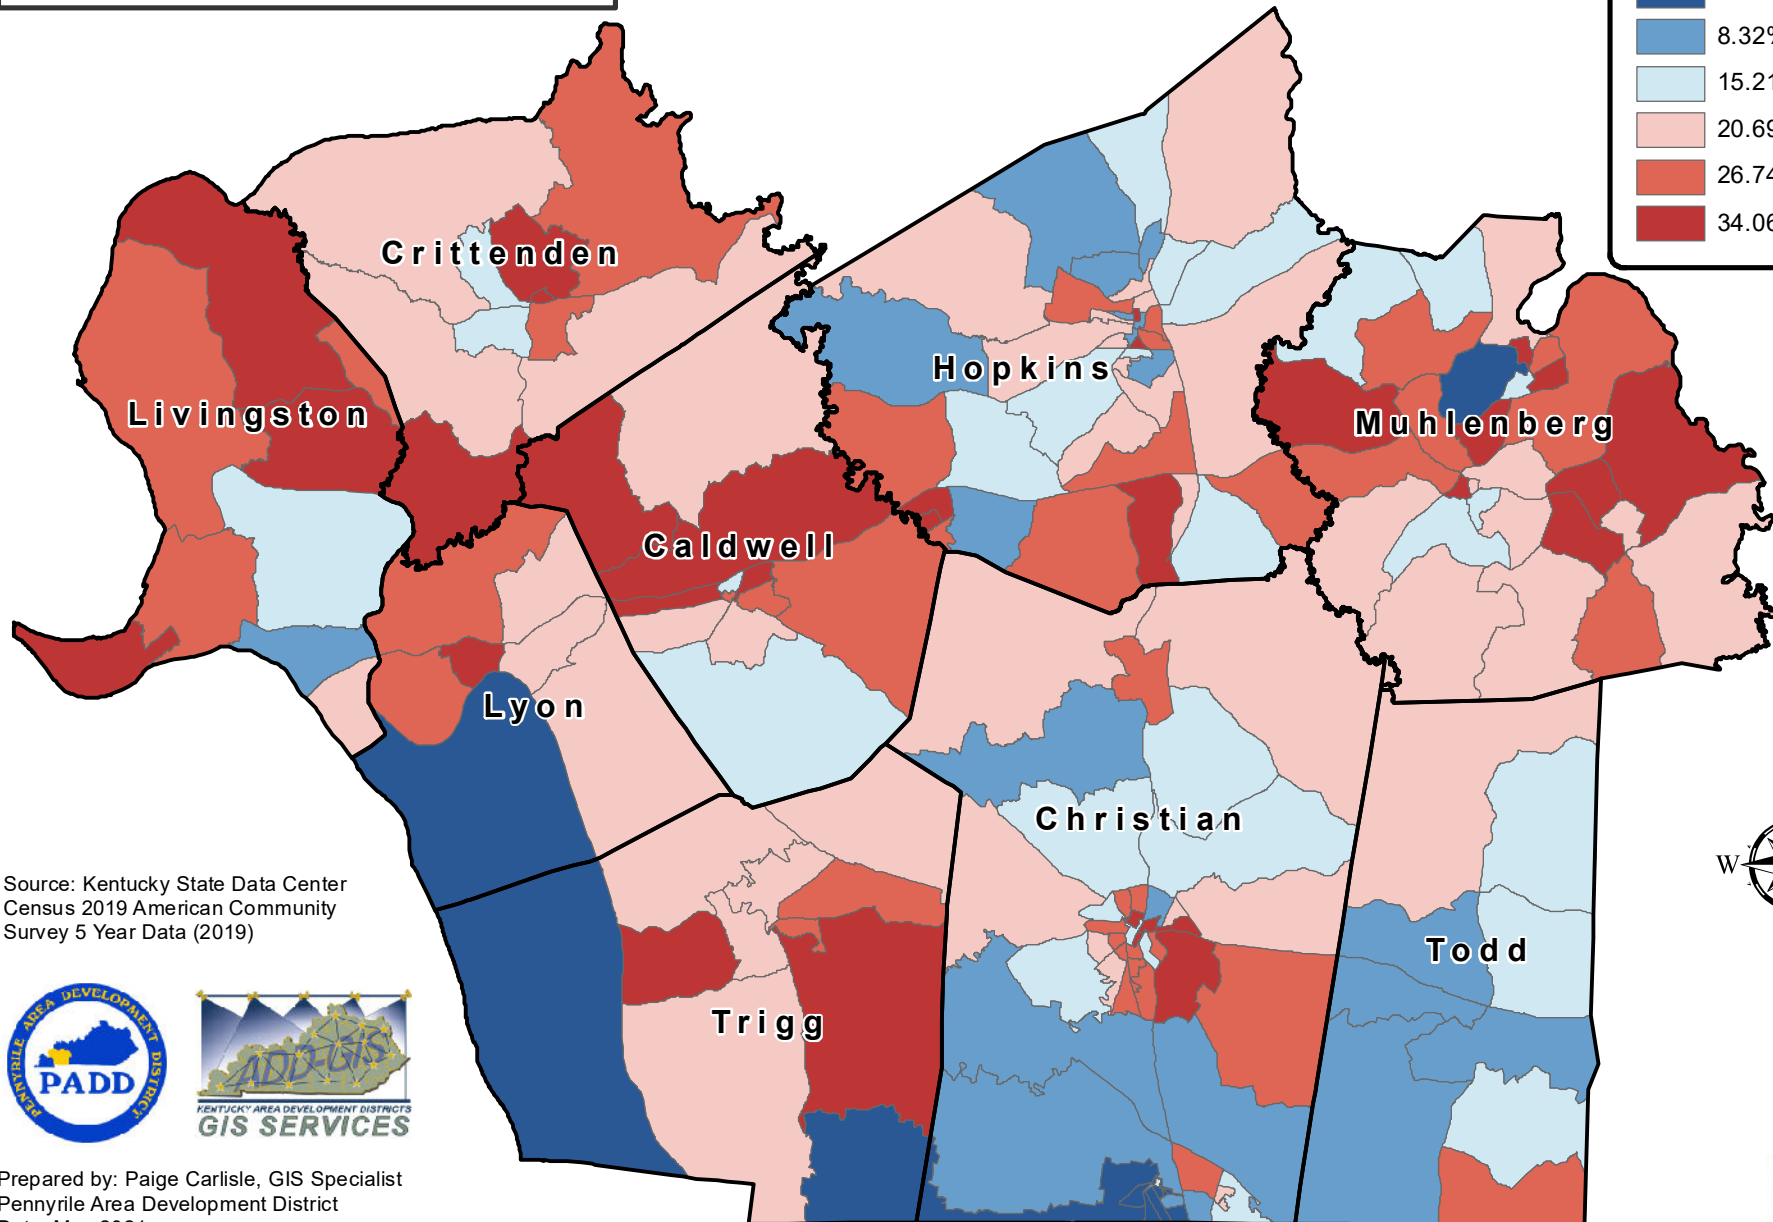 8.32%
15.21
20.69
26.74
34.06
Crittenden
Livingston
Hopkins
Muhlenberg
Caldwell
Lyon
Christian
Todd
Trigg
W
Source: Kentucky State Data Center
Census 2019 American Community
Survey 5 Year Data (2019)
PENNYRILE AREA DEVELOPMENT DISTRICT
PADD
ADD-GIS
KENTUCKY AREA DEVELOPMENT DISTRICTS
GIS SERVICES
Prepared by: Paige Carlisle, GIS Specialist
Pennyrile Area Development District